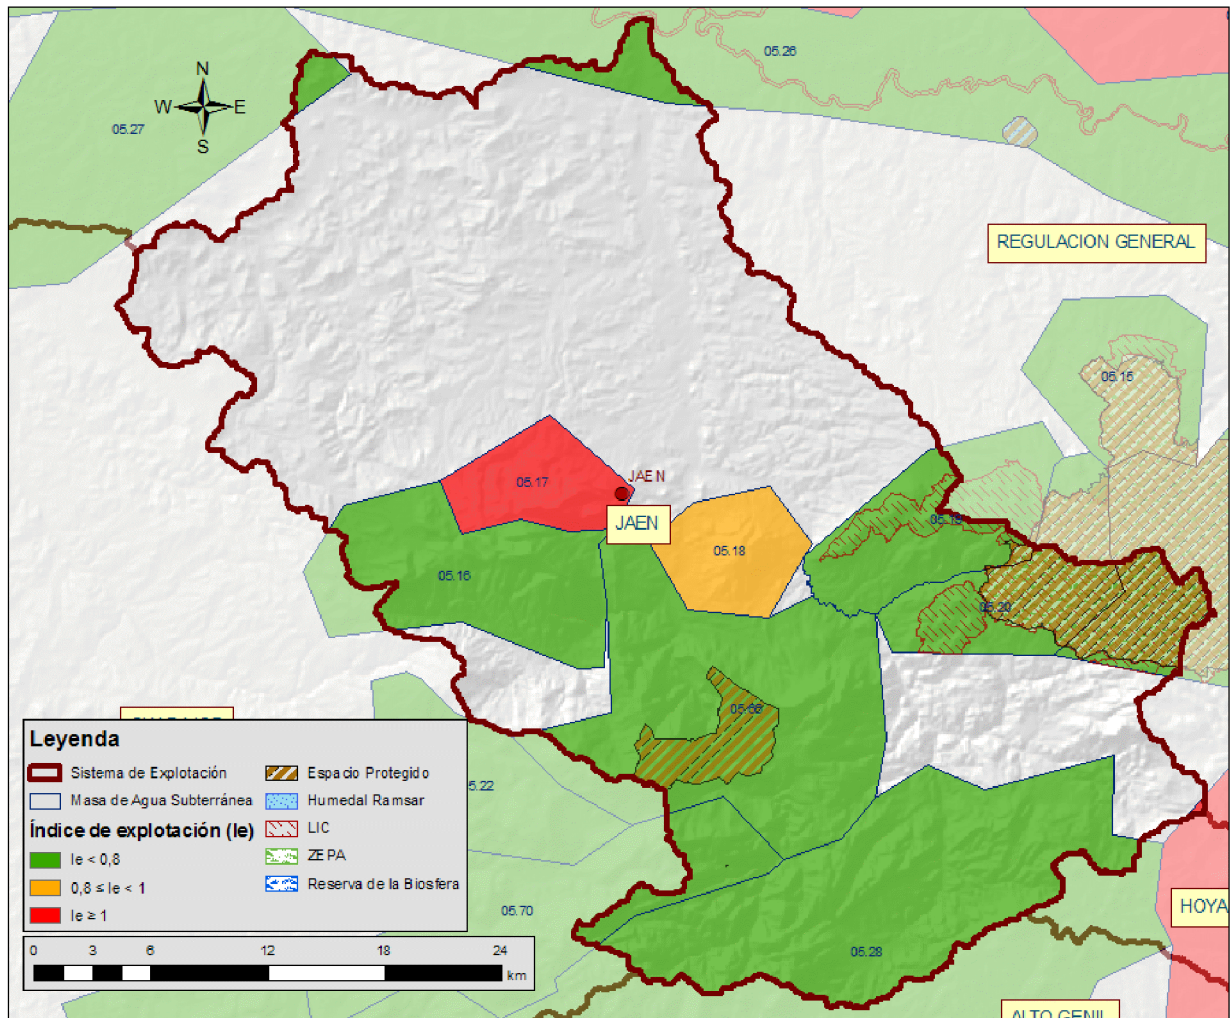 05.26
N
W E
S
05.27
REGULACION GENERAL
05.15
05.17
JAEN
JAEN
05.18
05.19
05.16
05.20
05.22
05.70
05.28
HOYA
ALTO GENIL
Leyenda
Sistema de Explotación
Masa de Agua Subterránea
Índice de explotación (Ie)
Ie < 0,8
0,8 ≤ Ie < 1
Ie ≥ 1
Espacio Protegido
Humedal Ramsar
LIC
ZEPA
Reserva de la Biosfera
0 3 6 12 18 24
km